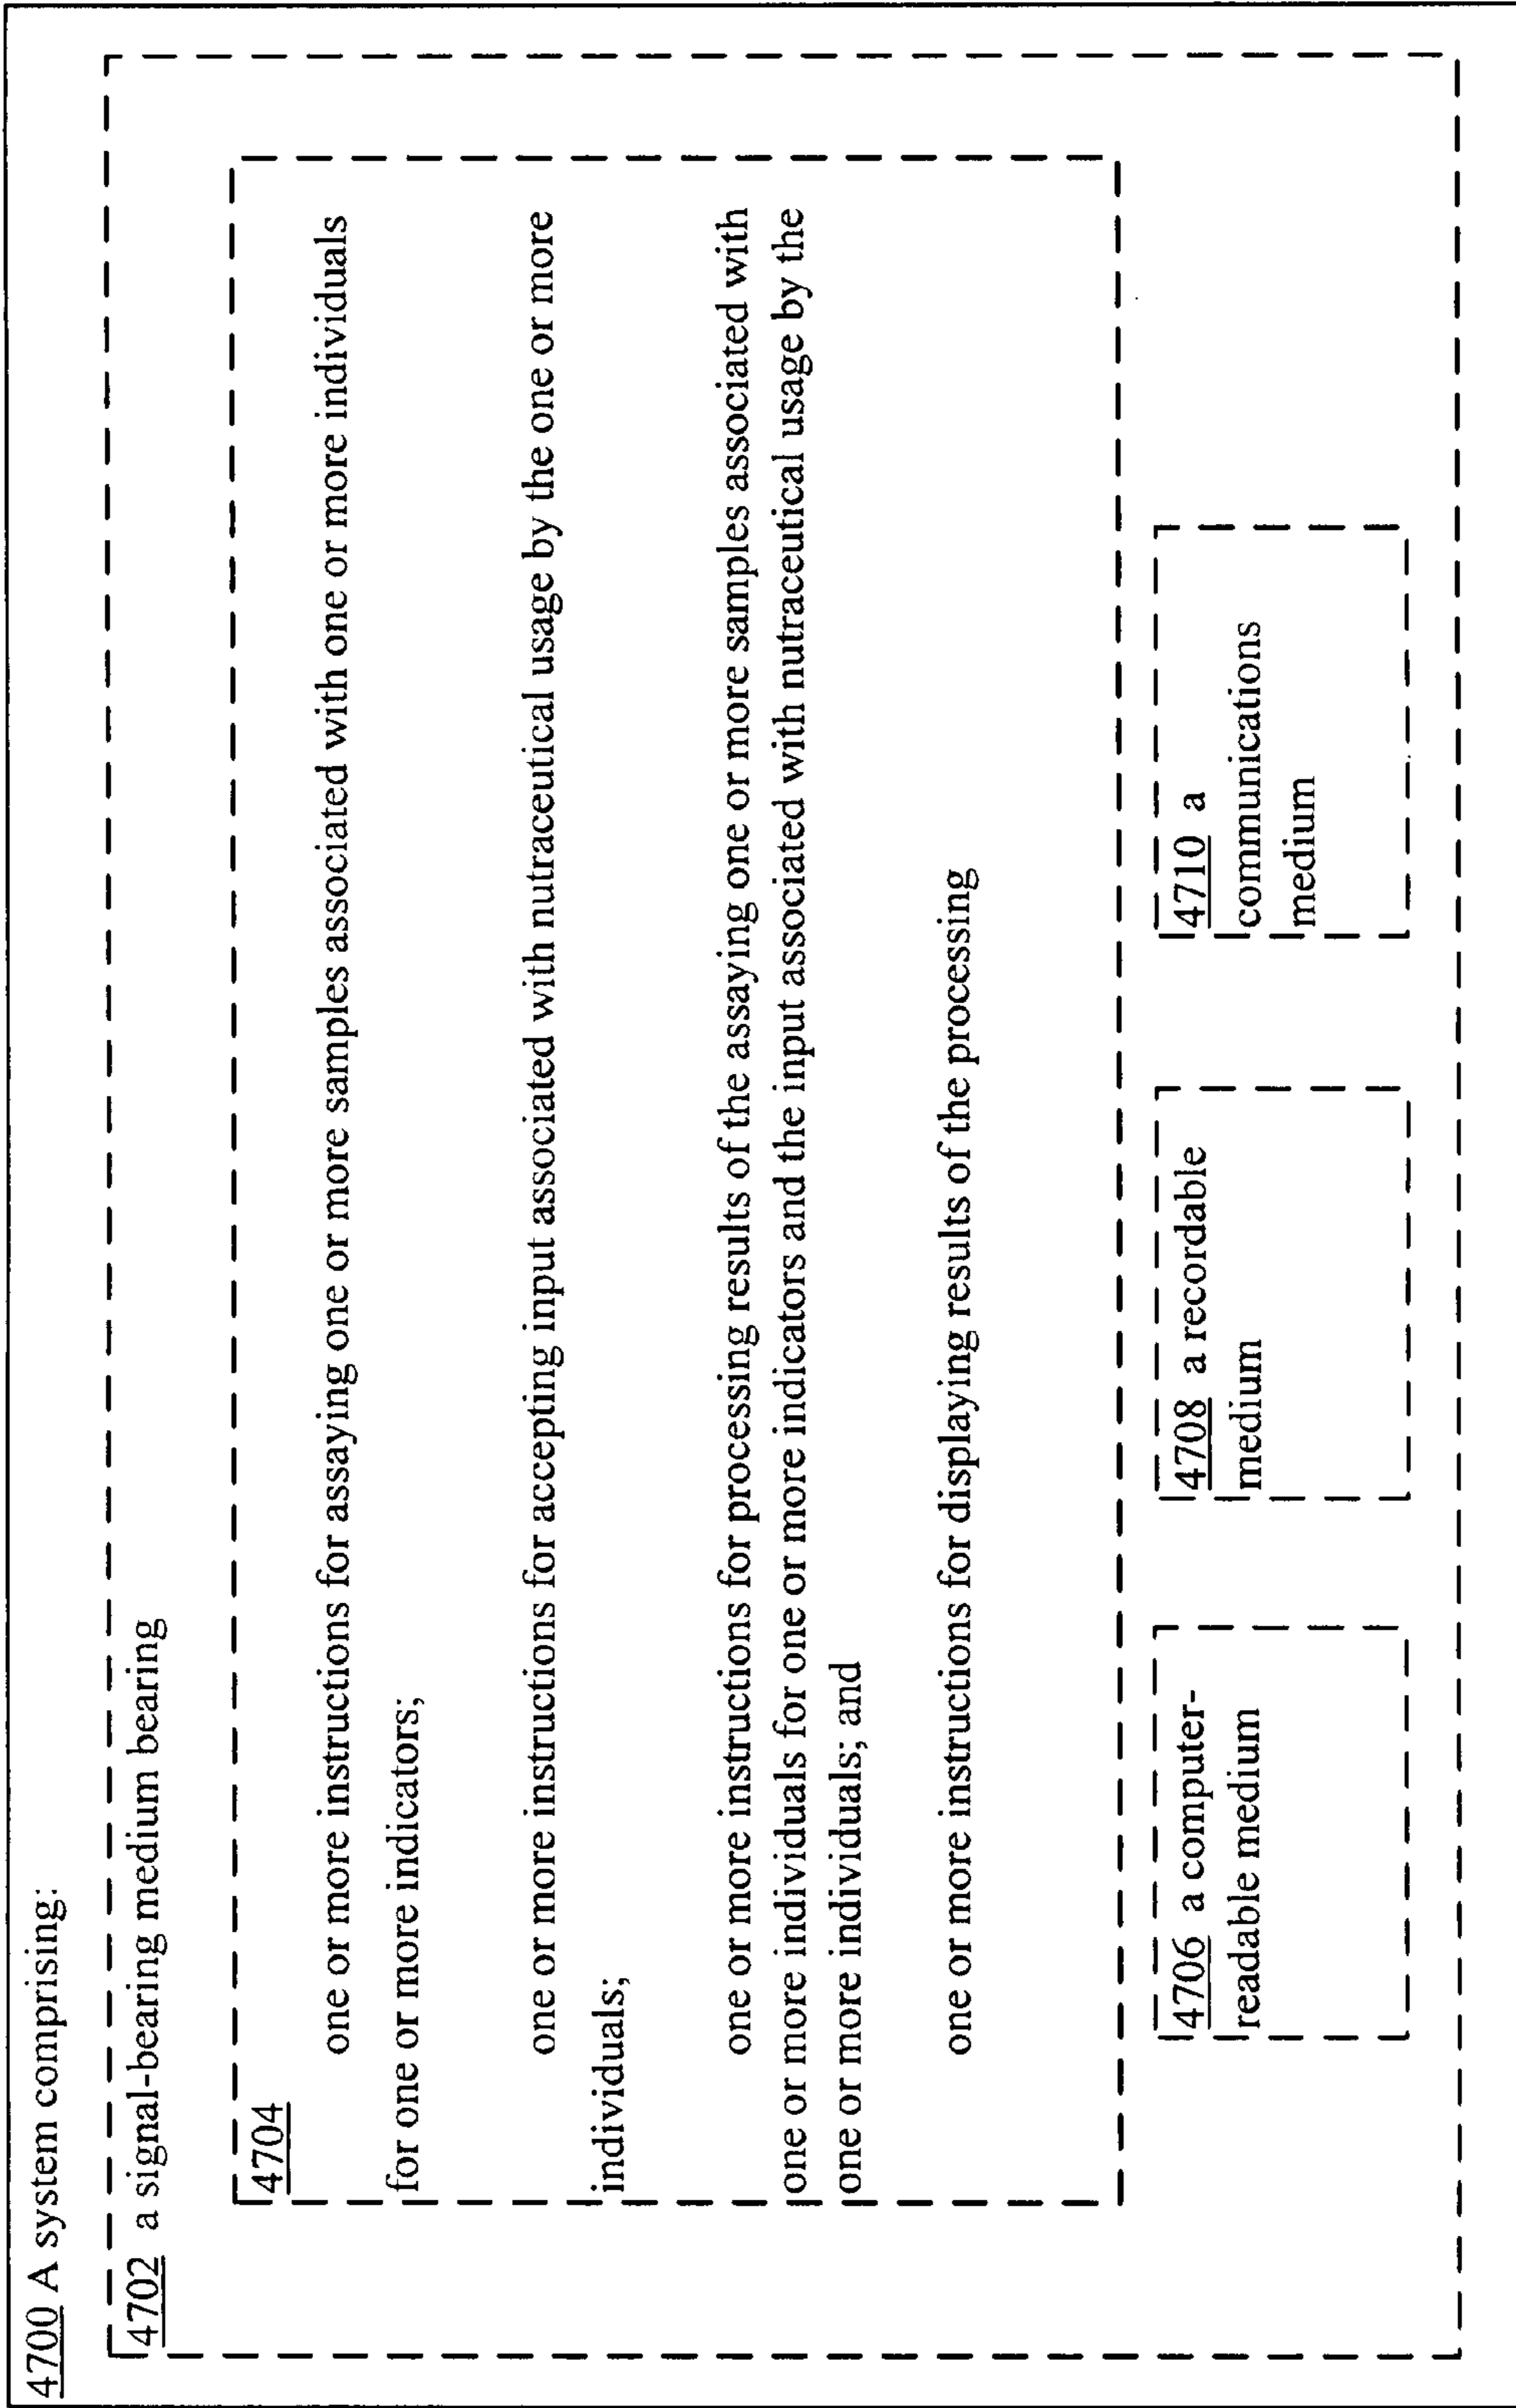 4700 A system comprising:
4702 a signal-bearing medium bearing
4704
one or more instructions for assaying one or more samples associated with one or more individuals
for one or more indicators;
one or more instructions for accepting input associated with nutraceutical usage by the one or more
individuals;
one or more instructions for processing results of the assaying one or more samples associated with
one or more individuals for one or more indicators and the input associated with nutraceutical usage by the
one or more individuals; and
one or more instructions for displaying results of the processing
4706 a computer-
readable medium
4708 a recordable
medium
4710 a
communications
medium